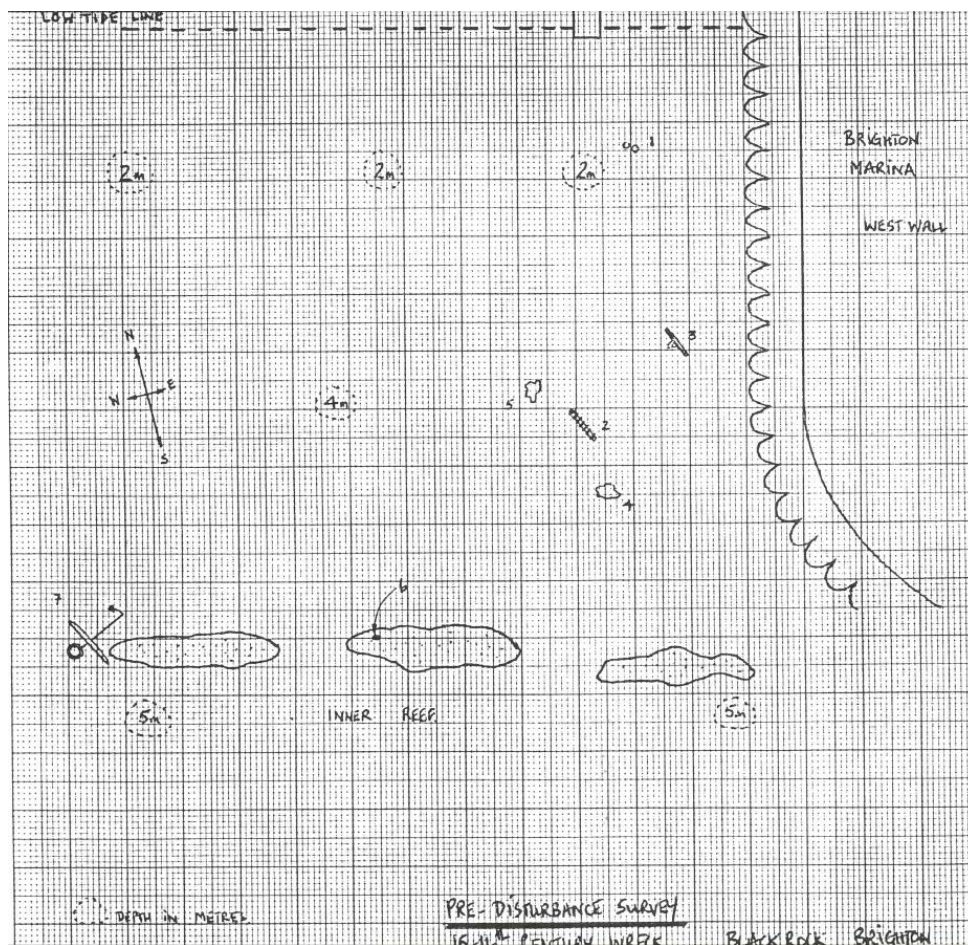 LOW TIDE LINE
1
BRIGHTON
MARINA
2m
2m
2m
WEST WALL
N
3
W
E
4m
5
2
S
4
6
7
5m
INNER REEF.
5m
PRE-DISTURBANCE SURVEY
DEPTH IN METRES
CENTURY WRECK BLACK ROCK BRIGHTON